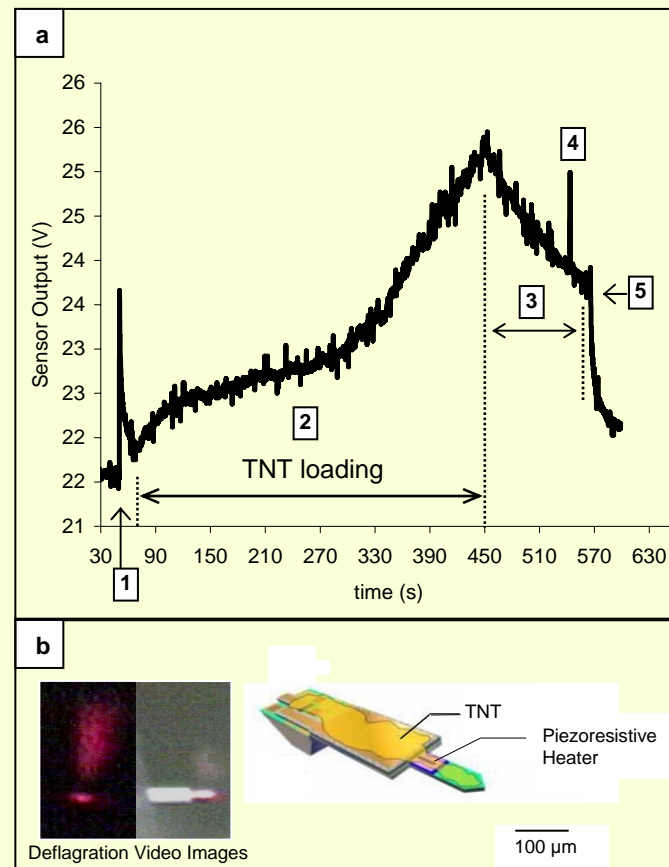 a
26
26
25
25
24
24
23
23
22
22
21
Sensor Output (V)
4
5
3
2
TNT loading
1
30 90 150 210 270 330 390 450 510 570 630
time (s)
b
TNT
Piezoresistive
Heater
Deflagration Video Images
100 µm